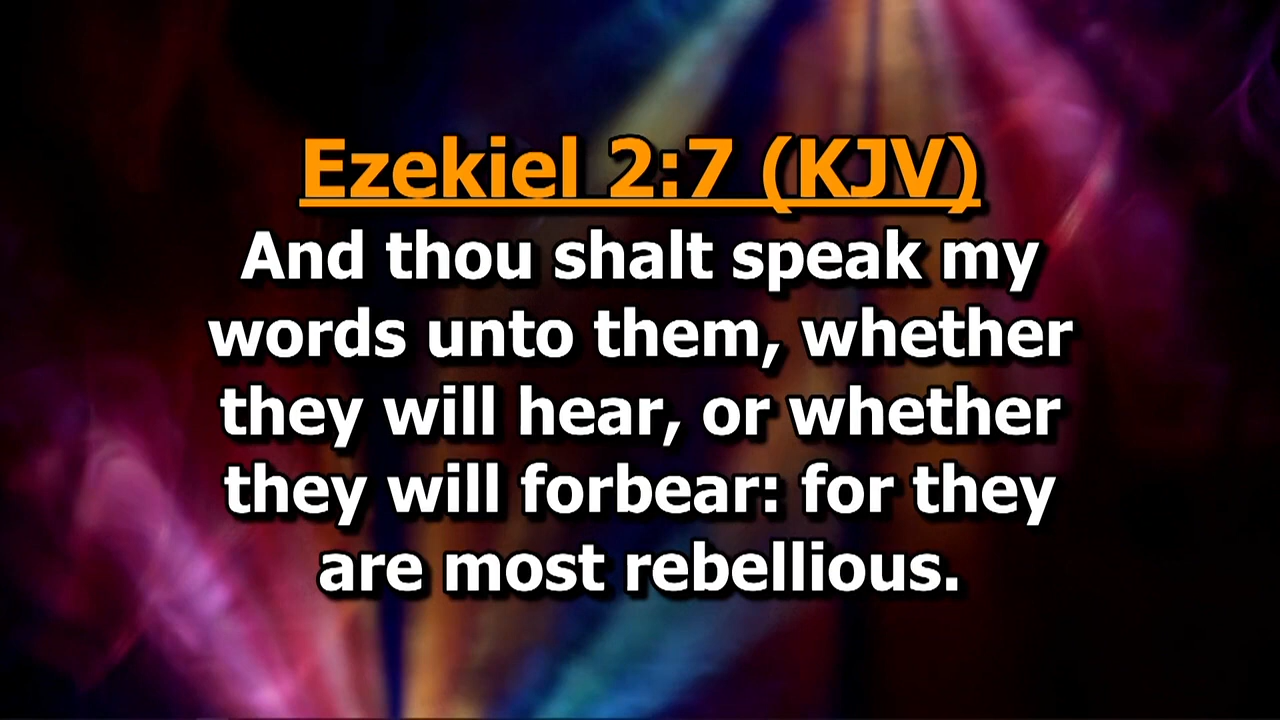 Ezekiel 2:7 (KJV)
And thou shalt speak my
words unto them, whether
they will hear, or whether
they will forbear: for they
are most rebellious.